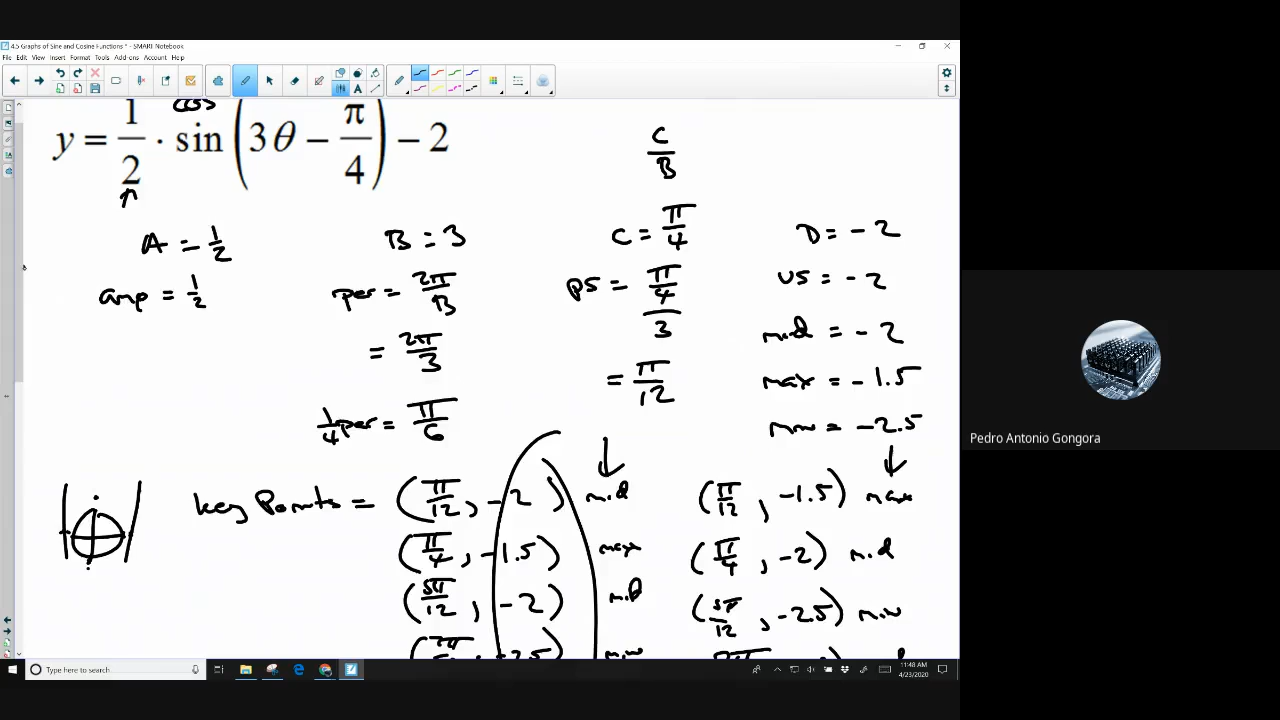 4.5 Graphs of Sine and Cosine Functions * - SMART Notebook
File Edit View Insert Format Tools Add-ons Account Help
cos
y = 1/2 · sin (3θ − π/4) − 2
C/B
A = 1/2
B = 3
C = π/4
D = -2
amp = 1/2
per = 2π/B
PS = π/4/3
VS = -2
= 2π/3
mid = -2
= π/12
max = -1.5
1/4 per = π/6
min = -2.5
key Points = (π/12, -2) mid
(π/12, -1.5) max
(π/4, -1.5) max
(π/4, -2) mid
(5π/12, -2) mid
(5π/12, -2.5) min
min
Pedro Antonio Gongora
Type here to search
11:48 AM
4/23/2020